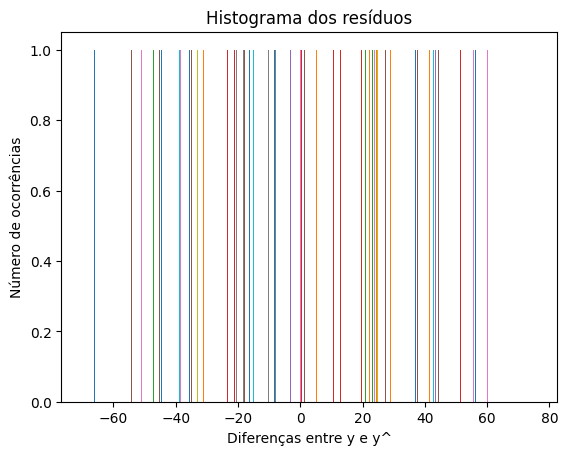 Histograma dos resíduos
Número de ocorrências
1.0
0.8
0.6
0.4
0.2
0.0
−60 −40 −20 0 20 40 60 80
Diferenças entre y e y^